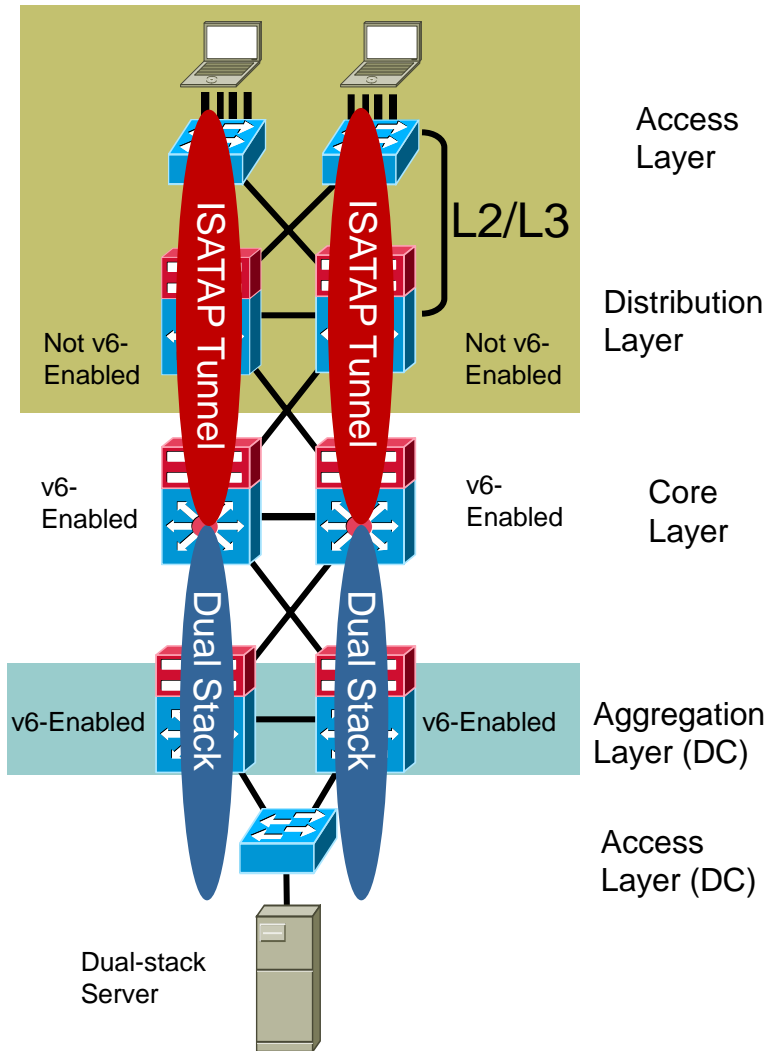 Access
Layer
L2/L3
ISATAP Tunnel
ISATAP Tunnel
Distribution
Layer
Not v6-
Enabled
Not v6-
Enabled
v6-
Enabled
v6-
Enabled
Core
Layer
Dual Stack
Dual Stack
v6-Enabled
v6-Enabled
Aggregation
Layer (DC)
Access
Layer (DC)
Dual-stack
Server